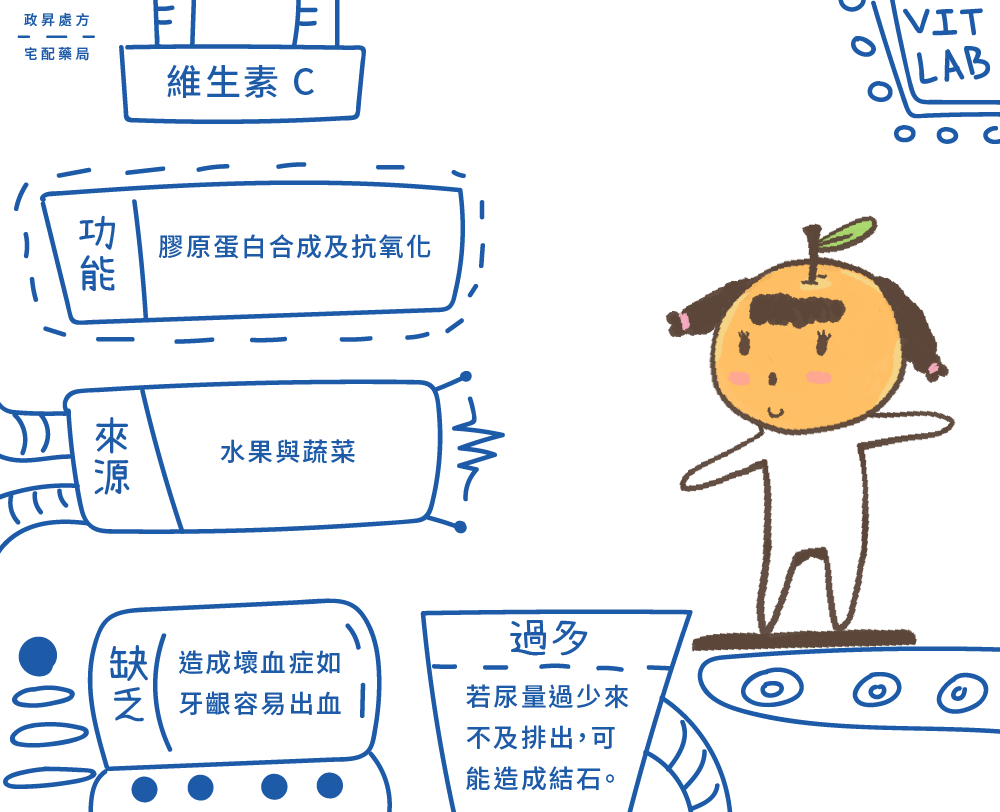 政昇處方
宅配藥局
維生素 C
VIT
LAB
功能
膠原蛋白合成及抗氧化
來源
水果與蔬菜
缺乏
造成壞血症如
牙齦容易出血
過多
若尿量過少來
不及排出，可
能造成結石。